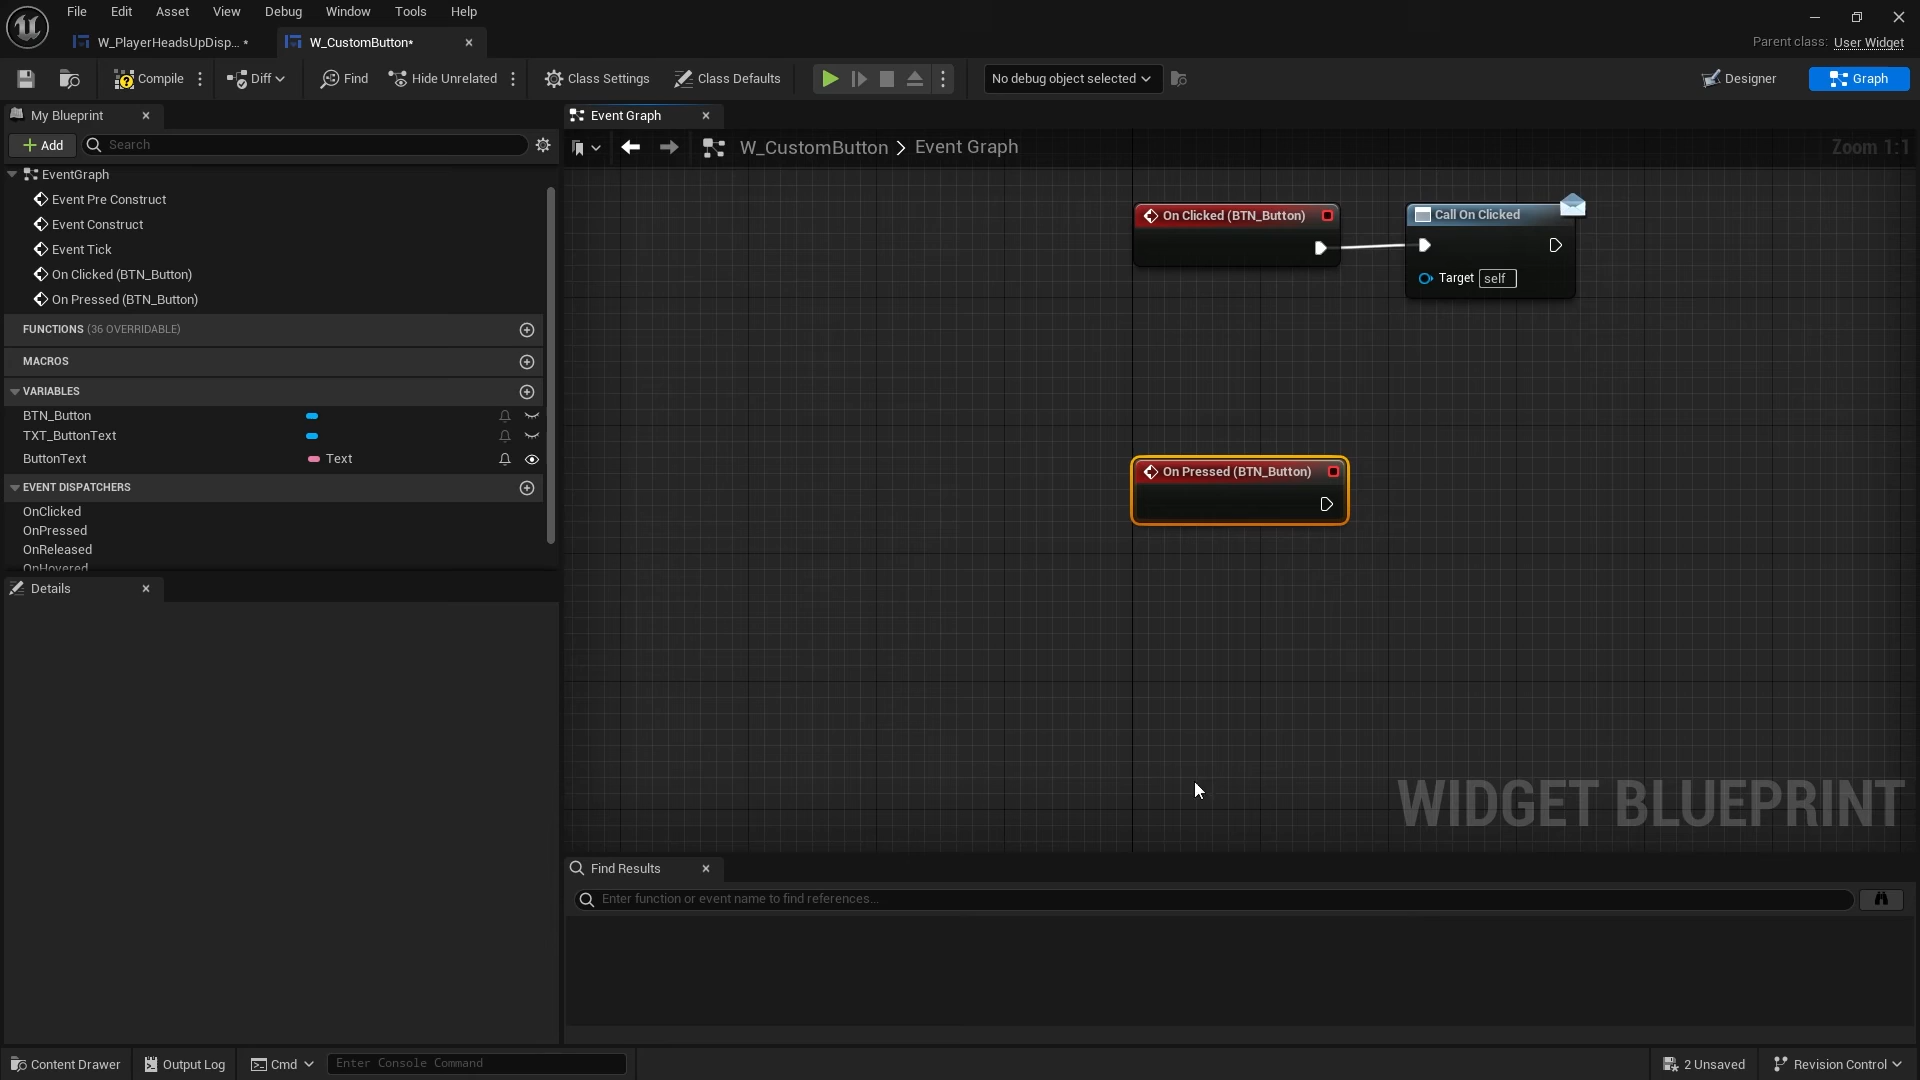 File Edit Asset View Debug Window Tools Help
W_PlayerHeadsUpDisp... *
W_CustomButton*
Parent class: User Widget
Compile
Diff
Find
Hide Unrelated
Class Settings
Class Defaults
No debug object selected
Designer
Graph
My Blueprint
Add
Search
EventGraph
Event Pre Construct
Event Construct
Event Tick
On Clicked (BTN_Button)
On Pressed (BTN_Button)
FUNCTIONS (36 OVERRIDABLE)
MACROS
VARIABLES
BTN_Button
TXT_ButtonText
ButtonText Text
EVENT DISPATCHERS
OnClicked
OnPressed
OnReleased
OnHovered
Details
Event Graph
W_CustomButton > Event Graph
Zoom 1:1
On Clicked (BTN_Button)
Call On Clicked
Target self
On Pressed (BTN_Button)
WIDGET BLUEPRINT
Find Results
Enter function or event name to find references...
Content Drawer
Output Log
Cmd
Enter Console Command
2 Unsaved
Revision Control